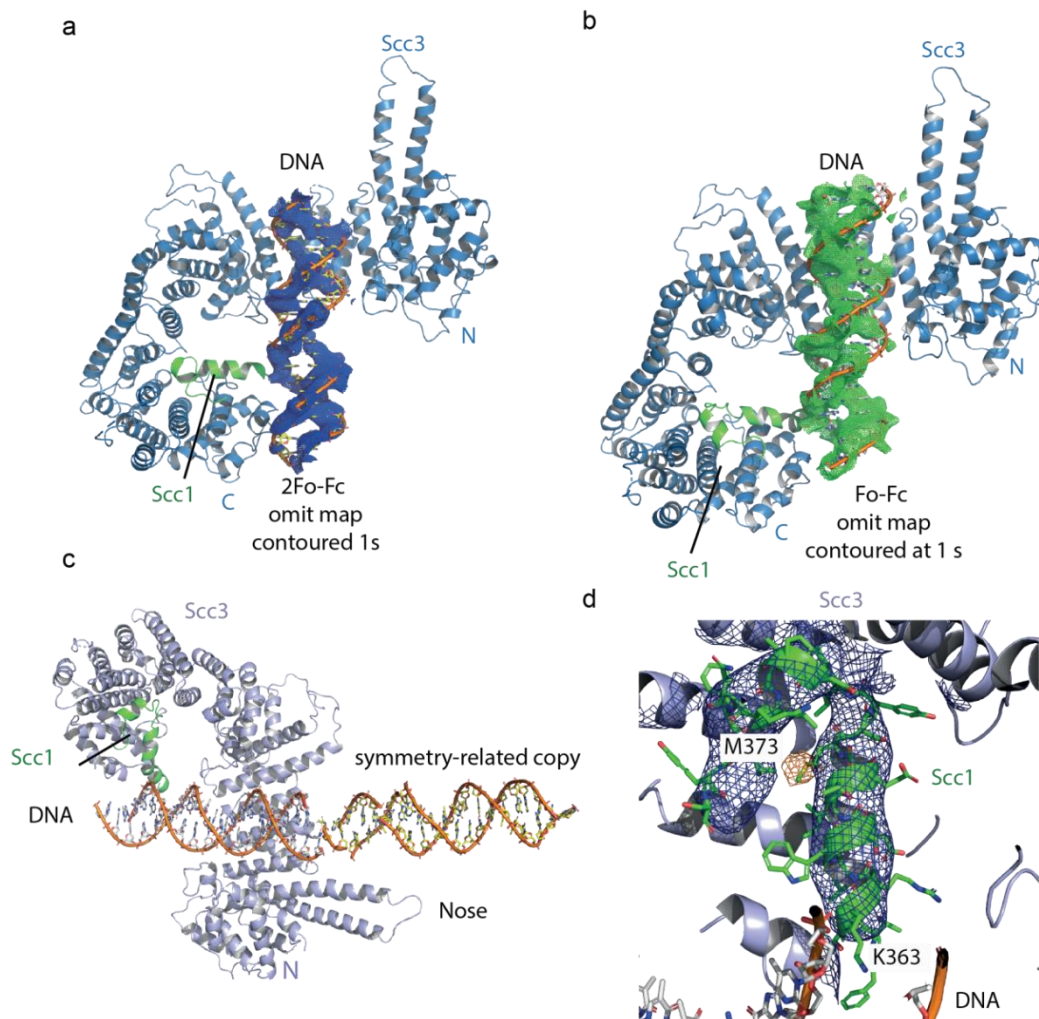 a
Scc3
DNA
N
Scc1
C
2Fo-Fc
omit map
contoured 1s
b
Scc3
DNA
N
C
Fo-Fc
omit map
contoured at 1 s
Scc1
c
Scc3
Scc1
symmetry-related copy
DNA
Nose
N
d
Scc3
M373
Scc1
K363
DNA